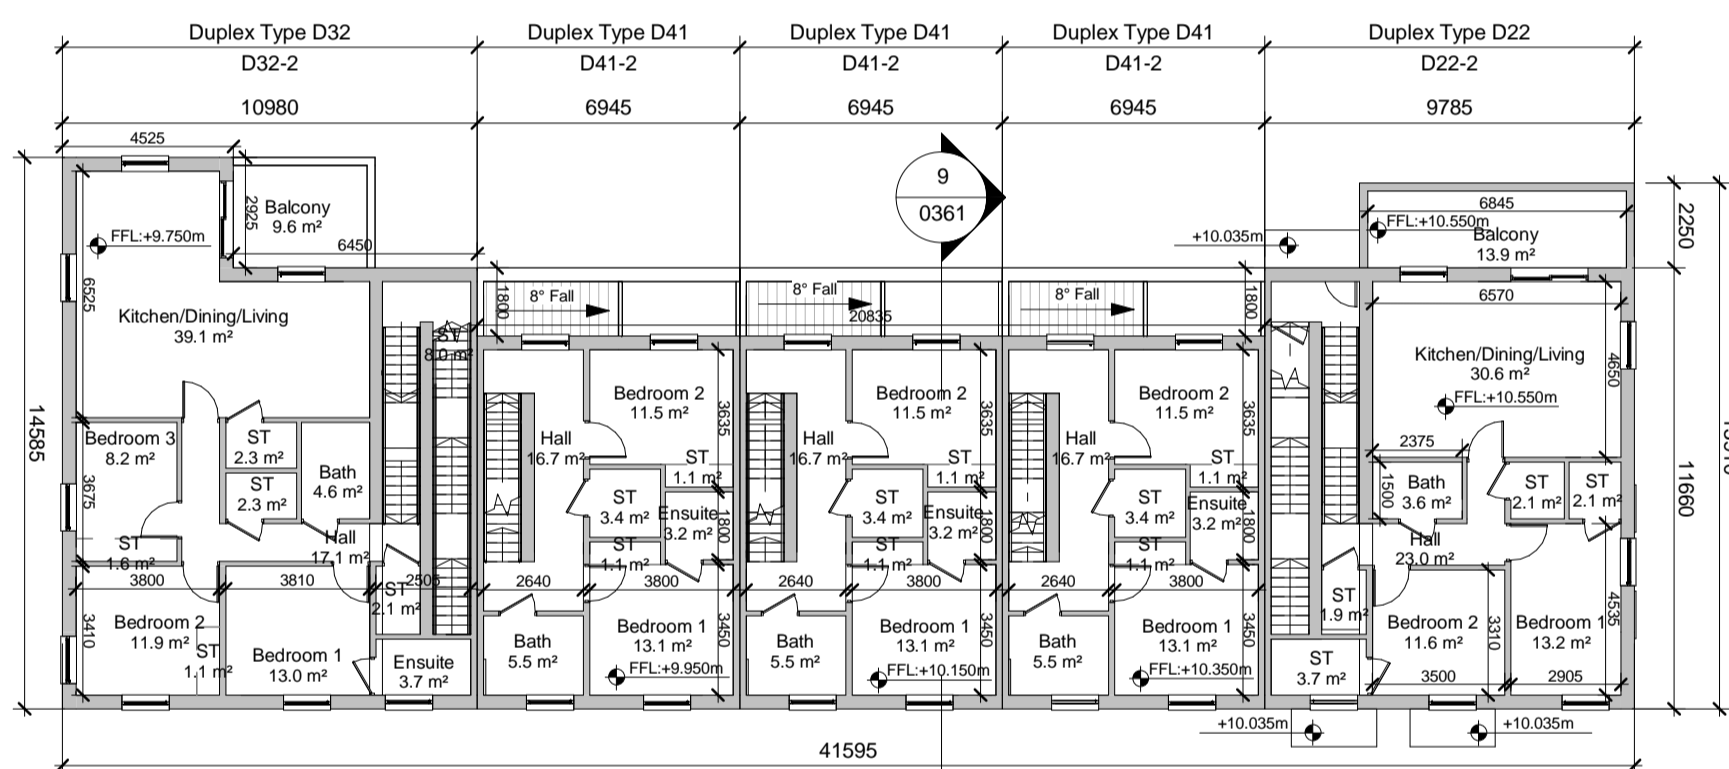 Duplex Type D32
Duplex Type D41
Duplex Type D41
Duplex Type D41
Duplex Type D22
D32-2
D41-2
D41-2
D41-2
D22-2
10980
6945
6945
6945
9785
4525
9
0361
2925
Balcony
9.6 m²
6450
FFL:+9.750m
+10.035m
6845
FFL:+10.550m
Balcony
13.9 m²
2250
6525
Kitchen/Dining/Living
39.1 m²
1800
8° Fall
8° Fall
8° Fall
20835
1800
6570
ST
8.0 m²
Kitchen/Dining/Living
30.6 m²
4650
FFL:+10.550m
14585
11660
Bedroom 2
11.5 m²
3635
Bedroom 2
11.5 m²
3635
Bedroom 2
11.5 m²
3635
Bedroom 3
8.2 m²
3675
ST
2.3 m²
ST
2.3 m²
Bath
4.6 m²
Hall
16.7 m²
Hall
16.7 m²
Hall
16.7 m²
ST
1.1 m²
ST
1.1 m²
ST
1.1 m²
ST
3.4 m²
ST
3.4 m²
ST
3.4 m²
Ensuite
3.2 m²
1800
Ensuite
3.2 m²
1800
Ensuite
3.2 m²
1800
2375
1500
Bath
3.6 m²
ST
2.1 m²
ST
2.1 m²
Hall
23.0 m²
ST
1.6 m²
Hall
17.1 m²
ST
1.1 m²
ST
1.1 m²
ST
1.1 m²
3800
3810
2505
2640
3800
2640
3800
2640
3800
3410
Bedroom 2
11.9 m²
ST
1.1 m²
Bedroom 1
13.0 m²
ST
2.1 m²
Ensuite
3.7 m²
Bath
5.5 m²
Bedroom 1
13.1 m²
3450
FFL:+9.950m
Bath
5.5 m²
Bedroom 1
13.1 m²
3450
FFL:+10.150m
Bath
5.5 m²
Bedroom 1
13.1 m²
3450
FFL:+10.350m
ST
1.9 m²
ST
3.7 m²
Bedroom 2
11.6 m²
3310
Bedroom 1
13.2 m²
4535
3500
2905
+10.035m
+10.035m
41595